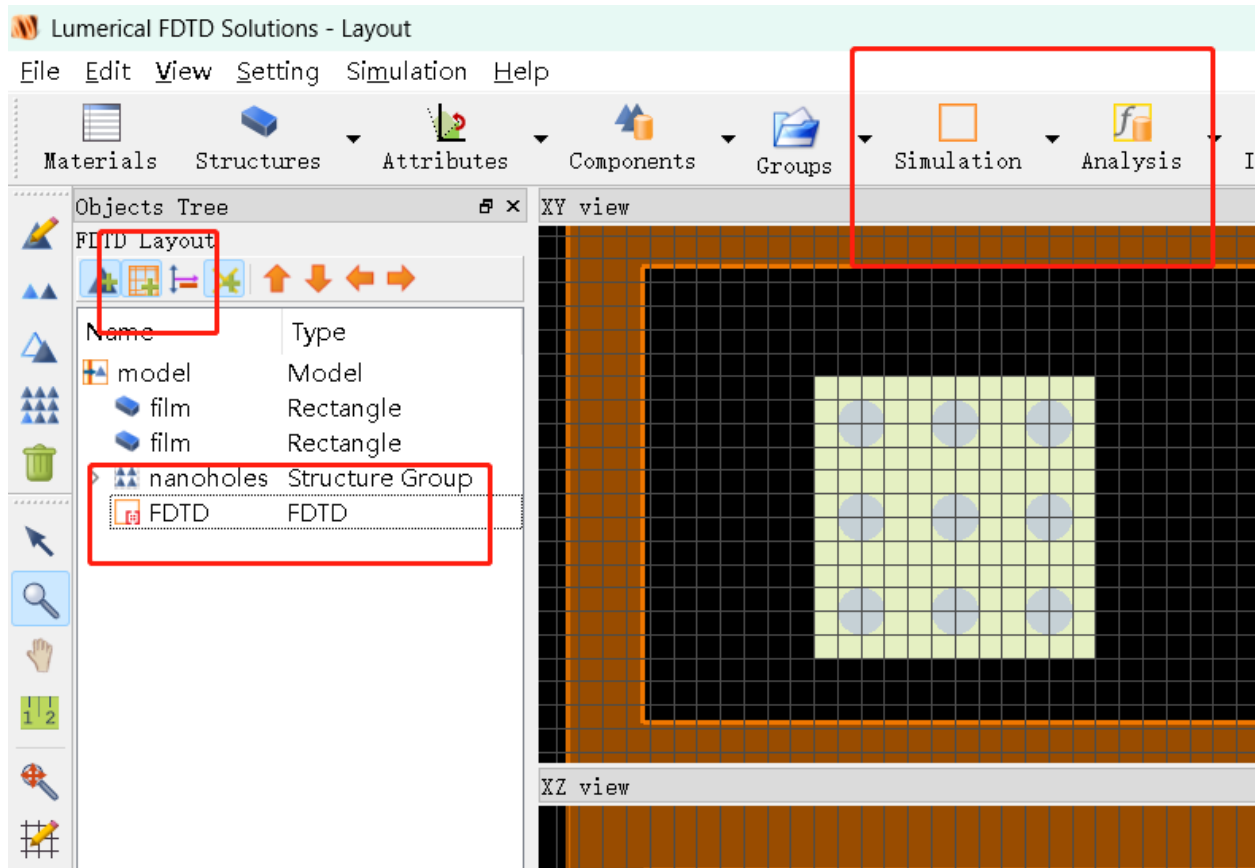 Lumerical FDTD Solutions - Layout
File Edit View Setting Simulation Help
Materials Structures Attributes Components Groups Simulation Analysis
Objects Tree
XY view
FDTD Layout
Name Type
model Model
film Rectangle
film Rectangle
nanoholes Structure Group
FDTD FDTD
1 2
XZ view